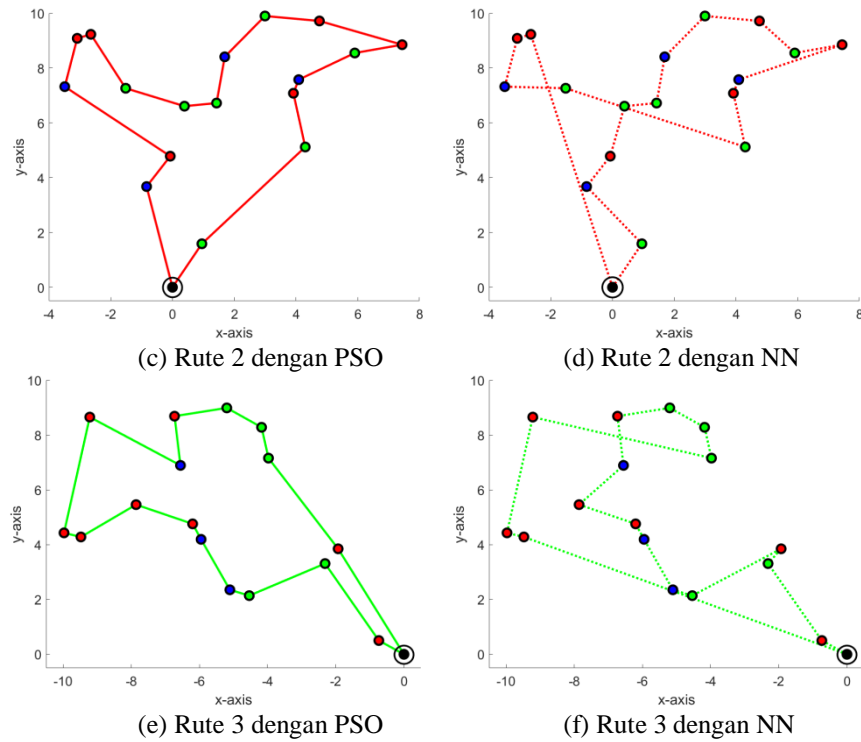 10
8
6
4
2
0
y-axis
-4 -2 0 2 4 6 8
x-axis
(c) Rute 2 dengan PSO
10
8
6
4
2
0
y-axis
-4 -2 0 2 4 6 8
x-axis
(d) Rute 2 dengan NN
10
8
6
4
2
0
y-axis
-10 -8 -6 -4 -2 0
x-axis
(e) Rute 3 dengan PSO
10
8
6
4
2
0
y-axis
-10 -8 -6 -4 -2 0
x-axis
(f) Rute 3 dengan NN